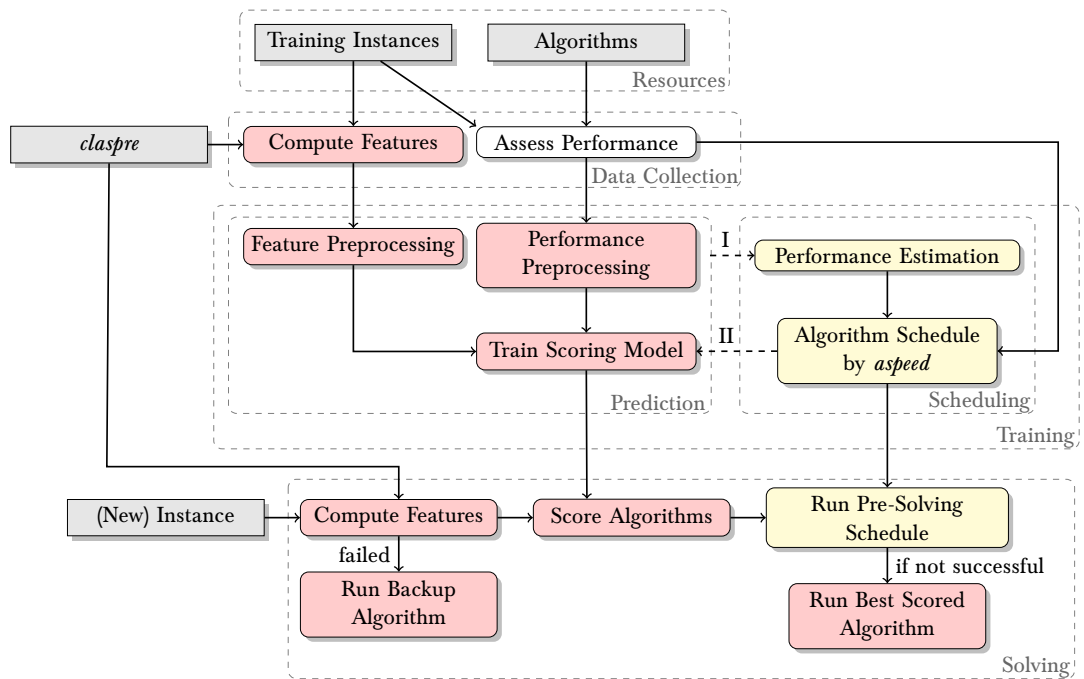 Training Instances
Algorithms
Resources
claspre
Compute Features
Assess Performance
Data Collection
Feature Preprocessing
Performance
Preprocessing
I
Performance Estimation
Train Scoring Model
II
Algorithm Schedule
by aspeed
Prediction
Scheduling
Training
(New) Instance
Compute Features
Score Algorithms
Run Pre-Solving
Schedule
failed
if not successful
Run Backup
Algorithm
Run Best Scored
Algorithm
Solving